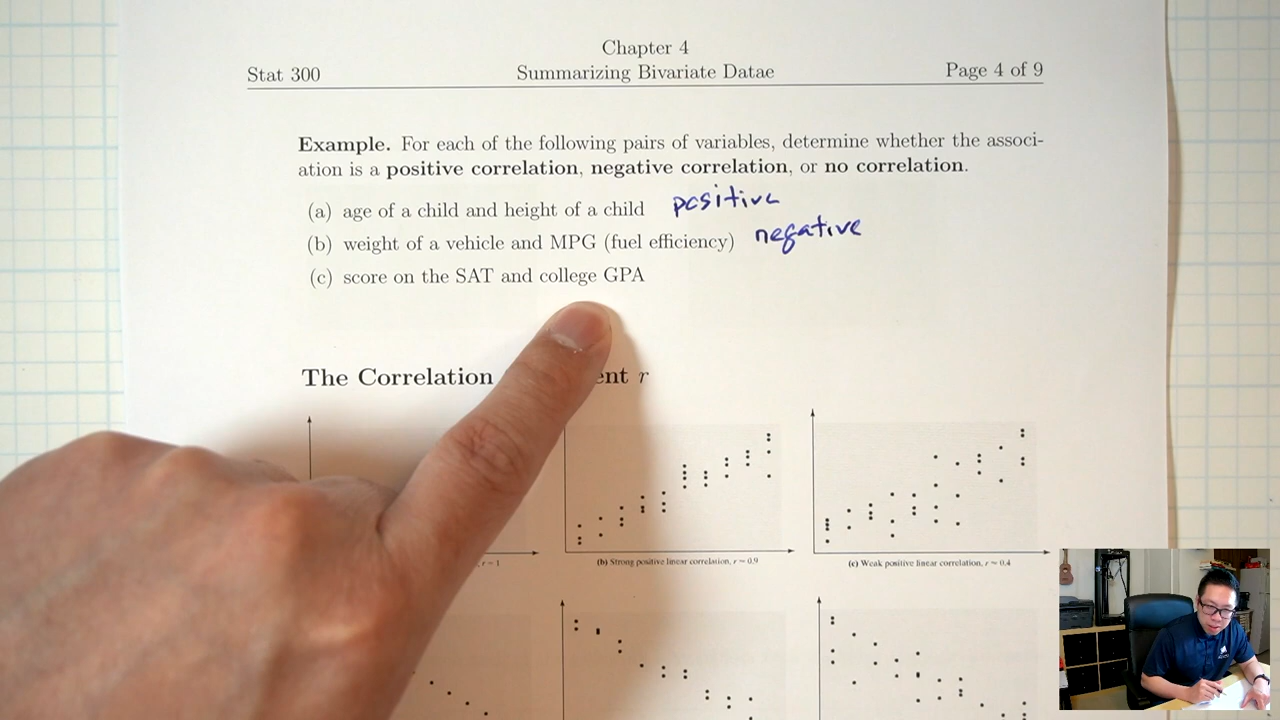 Chapter 4
Stat 300 Summarizing Bivariate Datae Page 4 of 9
Example. For each of the following pairs of variables, determine whether the associ-
ation is a positive correlation, negative correlation, or no correlation.
(a) age of a child and height of a child positive
(b) weight of a vehicle and MPG (fuel efficiency) negative
(c) score on the SAT and college GPA
The Correlation ent r
, r = 1
(b) Strong positive linear correlation, r = 0.9
(c) Weak positive linear correlation, r = 0.4